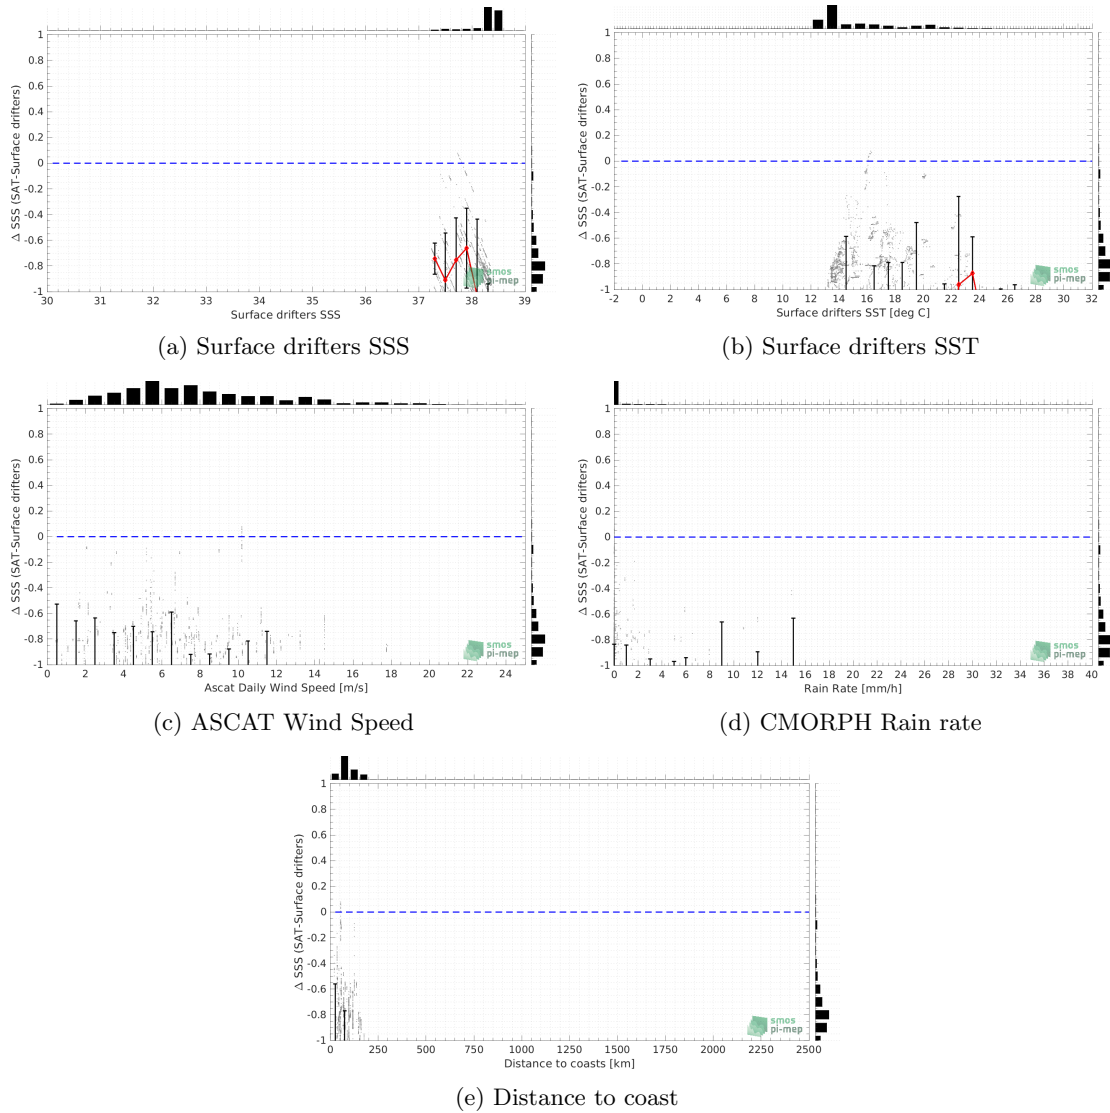 1
0.8
0.6
0.4
0.2
0
-0.2
-0.4
-0.6
-0.8
-1
Δ SSS (SAT-Surface drifters)
30 31 32 33 34 35 36 37 38 39
Surface drifters SSS
smos
pi-mep
(a) Surface drifters SSS
1
0.8
0.6
0.4
0.2
0
-0.2
-0.4
-0.6
-0.8
-1
Δ SSS (SAT-Surface drifters)
-2 0 2 4 6 8 10 12 14 16 18 20 22 24 26 28 30 32
Surface drifters SST [deg C]
smos
pi-mep
(b) Surface drifters SST
1
0.8
0.6
0.4
0.2
0
-0.2
-0.4
-0.6
-0.8
-1
Δ SSS (SAT-Surface drifters)
0 2 4 6 8 10 12 14 16 18 20 22 24
Ascat Daily Wind Speed [m/s]
smos
pi-mep
(c) ASCAT Wind Speed
1
0.8
0.6
0.4
0.2
0
-0.2
-0.4
-0.6
-0.8
-1
Δ SSS (SAT-Surface drifters)
0 2 4 6 8 10 12 14 16 18 20 22 24 26 28 30 32 34 36 38 40
Rain Rate [mm/h]
smos
pi-mep
(d) CMORPH Rain rate
1
0.8
0.6
0.4
0.2
0
-0.2
-0.4
-0.6
-0.8
-1
Δ SSS (SAT-Surface drifters)
0 250 500 750 1000 1250 1500 1750 2000 2250 2500
Distance to coasts [km]
smos
pi-mep
(e) Distance to coast